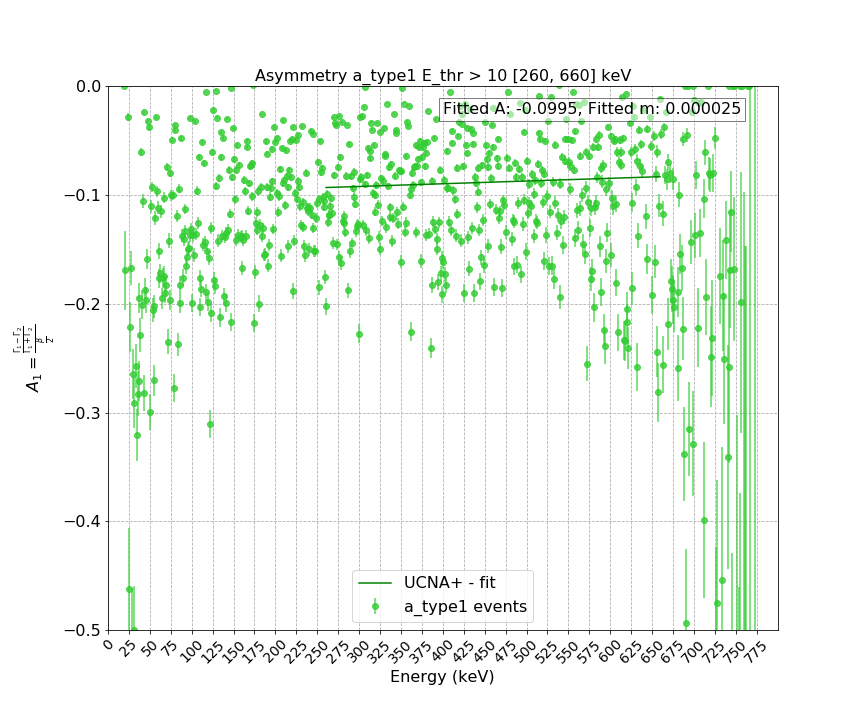 Asymmetry a_type1 E_thr > 10 [260, 660] keV
Fitted A: -0.0995, Fitted m: 0.000025
0.0
−0.1
−0.2
−0.3
−0.4
−0.5
A₁ =
Γ₁−Γ₂
Γ₁+Γ₂
β
2
UCNA+ - fit
a_type1 events
0 25 50 75 100 125 150 175 200 225 250 275 300 325 350 375 400 425 450 475 500 525 550 575 600 625 650 675 700 725 750 775
Energy (keV)